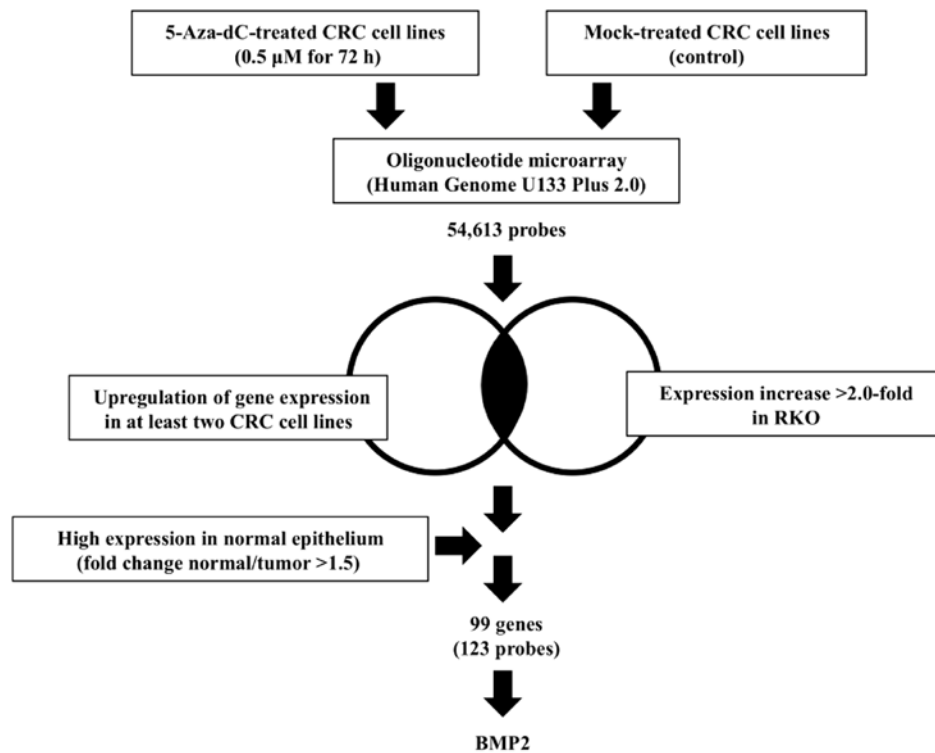 5-Aza-dC-treated CRC cell lines
(0.5 μM for 72 h)
Mock-treated CRC cell lines
(control)
Oligonucleotide microarray
(Human Genome U133 Plus 2.0)
54,613 probes
Upregulation of gene expression
in at least two CRC cell lines
Expression increase >2.0-fold
in RKO
High expression in normal epithelium
(fold change normal/tumor >1.5)
99 genes
(123 probes)
BMP2